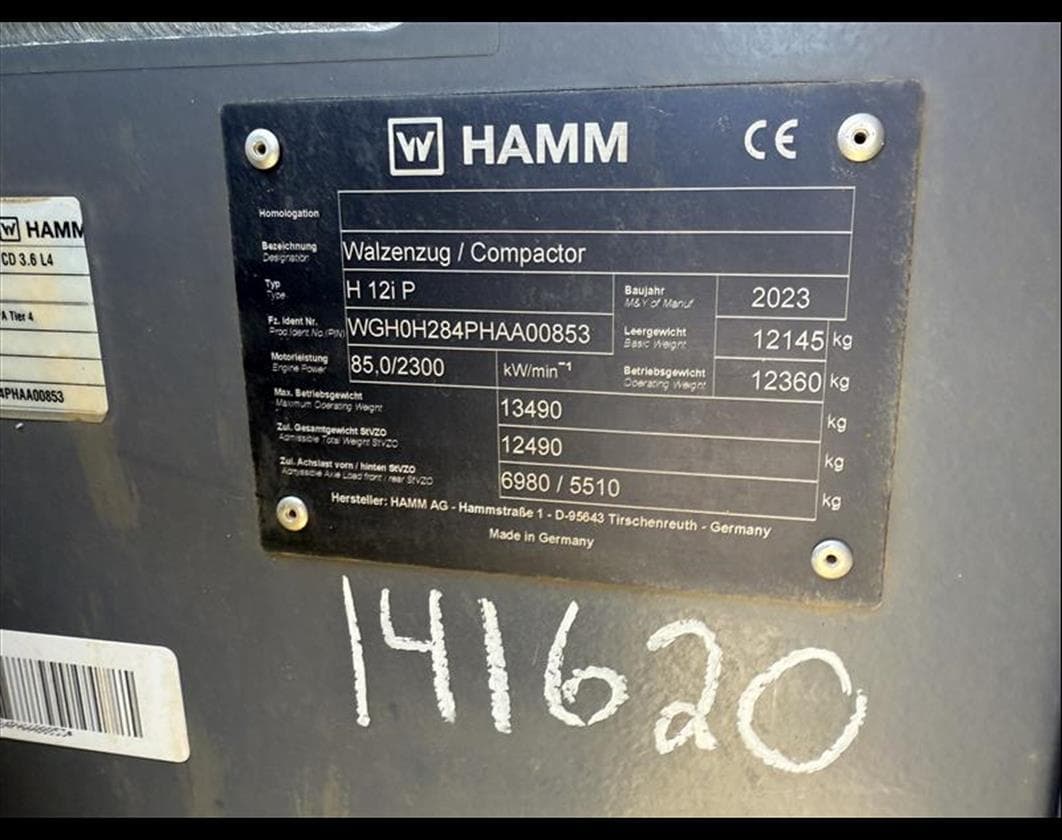 W HAMM CE
Homologation
Bezeichnung
Designation
Walzenzug / Compactor
Typ
Type
H 12i P
Baujahr
M&Y of Manuf
2023
Fz. Ident Nr.
Prod.Ident No.(PIN)
WGH0H284PHAA00853
Leergewicht
Basic Weight
12145 kg
Motorleistung
Engine Power
85,0/2300 kW/min⁻¹
Betriebsgewicht
Operating Weight
12360 kg
Max. Betriebsgewicht
Maximum Operating Weight
13490 kg
Zul. Gesamtgewicht StVZO
Admissible Total Weight StVZO
12490 kg
Zul. Achslast vorn / hinten StVZO
Admissible Axle Load front / rear StVZO
6980 / 5510 kg
Hersteller: HAMM AG - Hammstraße 1 - D-95643 Tirschenreuth - Germany
Made in Germany
W HAMM
CD 3.6 L4
A Tier 4
4PHAA00853
141620